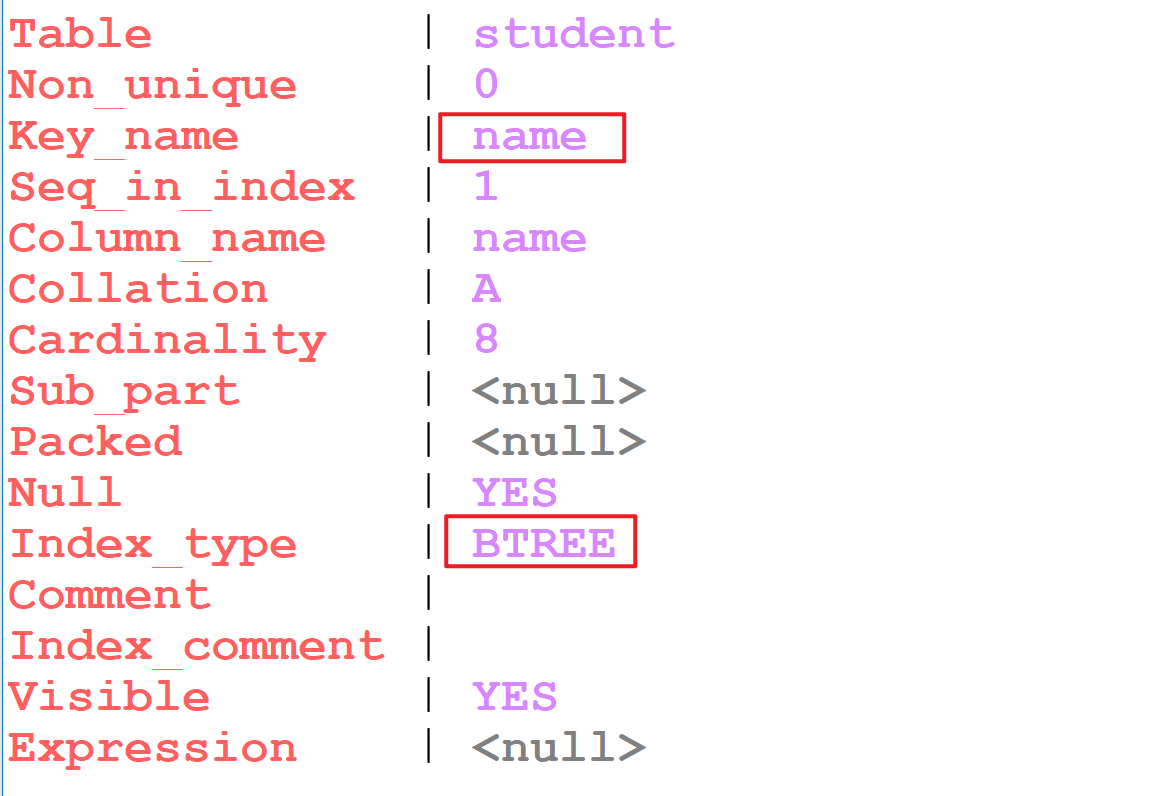 Table | student
Non_unique | 0
Key_name | name
Seq_in_index | 1
Column_name | name
Collation | A
Cardinality | 8
Sub_part | <null>
Packed | <null>
Null | YES
Index_type | BTREE
Comment |
Index_comment |
Visible | YES
Expression | <null>